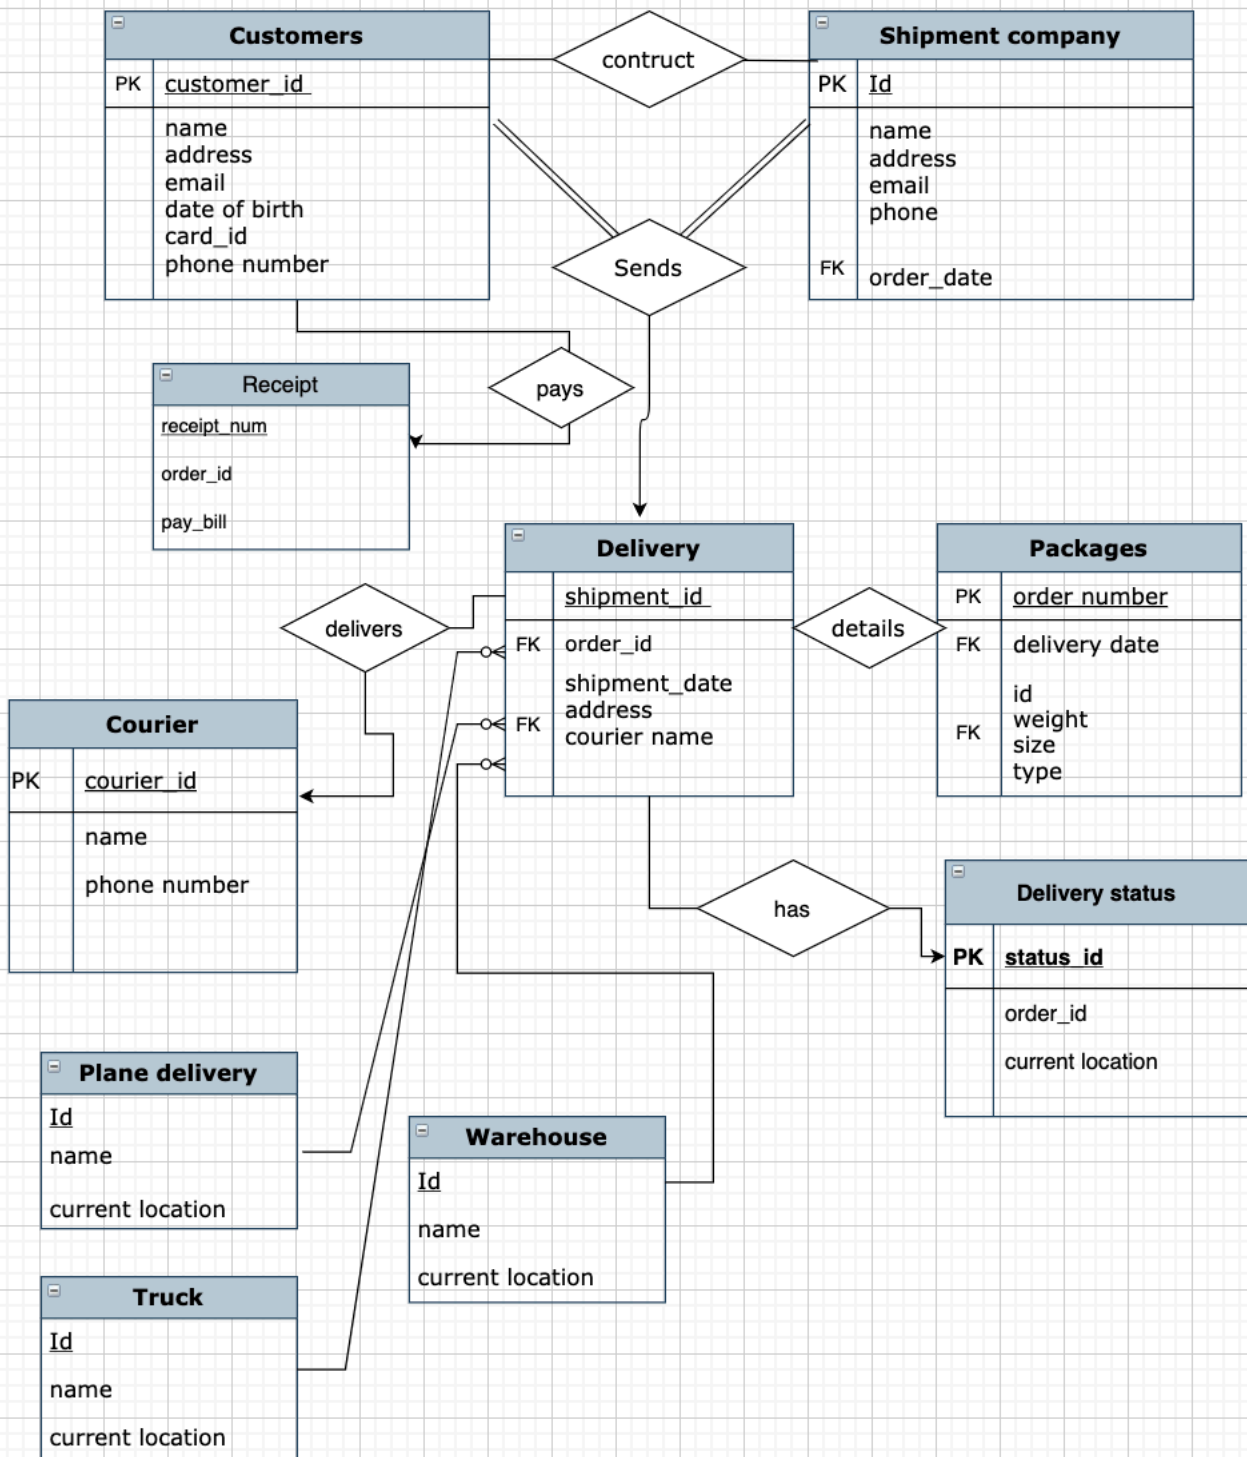 Customers
PK customer_id
name
address
email
date of birth
card_id
phone number
contruct
Shipment company
PK Id
name
address
email
phone
FK order_date
Sends
pays
Receipt
receipt_num
order_id
pay_bill
Delivery
shipment_id
FK order_id
shipment_date
address
FK courier name
details
Packages
PK order number
FK delivery date
id
weight
FK size
type
delivers
Courier
PK courier_id
name
phone number
has
Delivery status
PK status_id
order_id
current location
Plane delivery
Id
name
current location
Warehouse
Id
name
current location
Truck
Id
name
current location